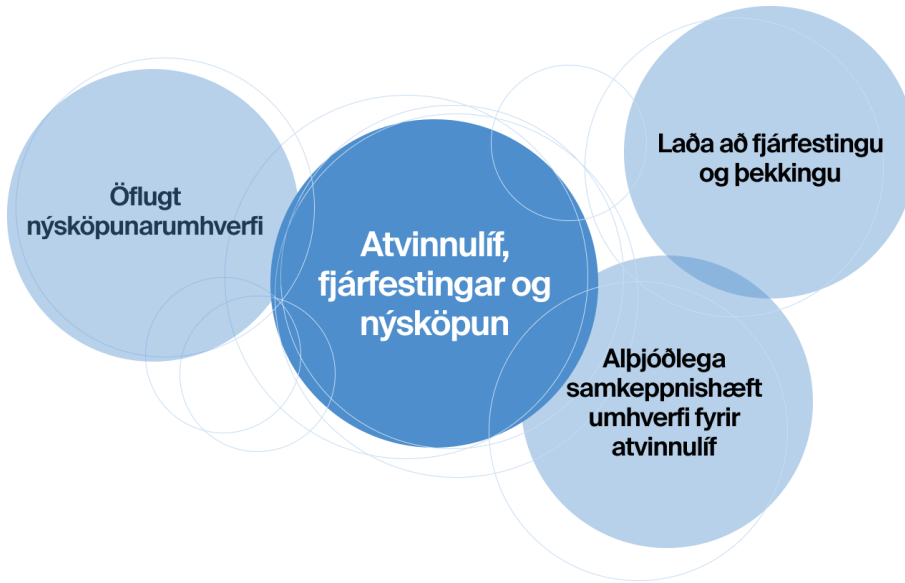 Öflugt
nýsköpunarumhverfi
Atvinnulíf,
fjárfestingar og
nýsköpun
Laða að fjárfestingu
og þekkingu
Alþjóðlega
samkeppnishæft
umhverfi fyrir
atvinnulíf